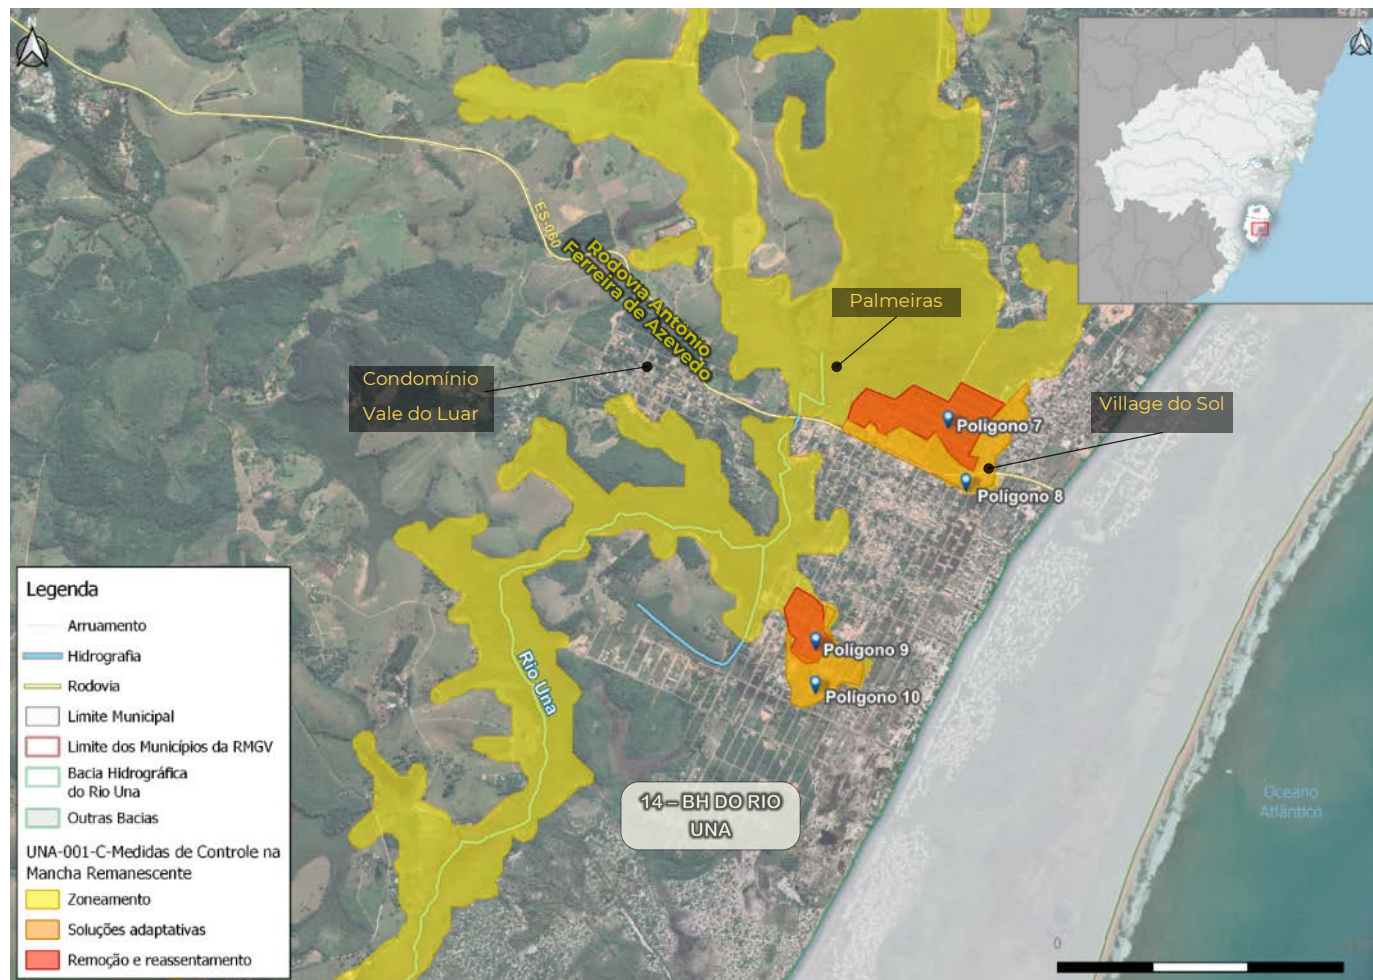 N
N
ES-060
Rodovia Antônio
Ferreira de Azevedo
Palmeiras
Condomínio
Vale do Luar
Village do Sol
Polígono 7
Polígono 8
Polígono 9
Polígono 10
Rio Una
14 – BH DO RIO
UNA
Oceano
Atlântico
Legenda
Arruamento
Hidrografia
Rodovia
Limite Municipal
Limite dos Municípios da RMGV
Bacia Hidrográfica
do Rio Una
Outras Bacias
UNA-001-C-Medidas de Controle na
Mancha Remanescente
Zoneamento
Soluções adaptativas
Remoção e reassentamento
0